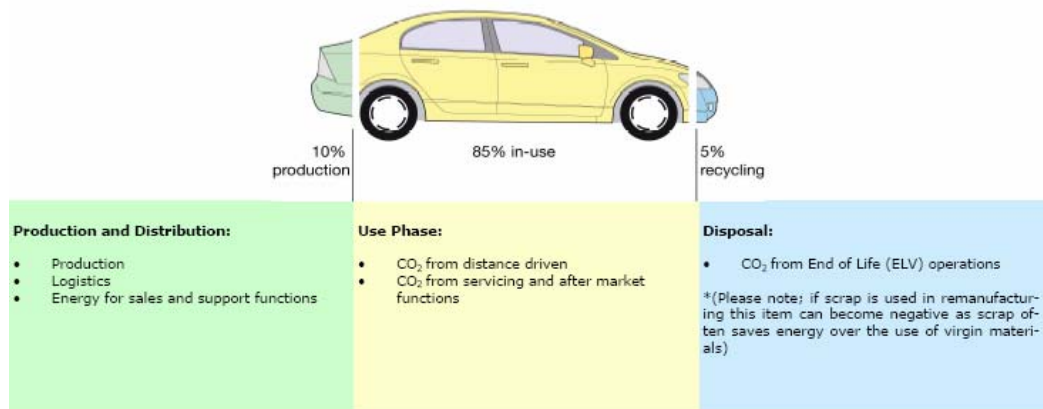 10%
production
85% in-use
5%
recycling
Production and Distribution:
• Production
• Logistics
• Energy for sales and support functions
Use Phase:
• CO₂ from distance driven
• CO₂ from servicing and after market
functions
Disposal:
• CO₂ from End of Life (ELV) operations
*(Please note; if scrap is used in remanufactur-
ing this item can become negative as scrap of-
ten saves energy over the use of virgin materi-
als)